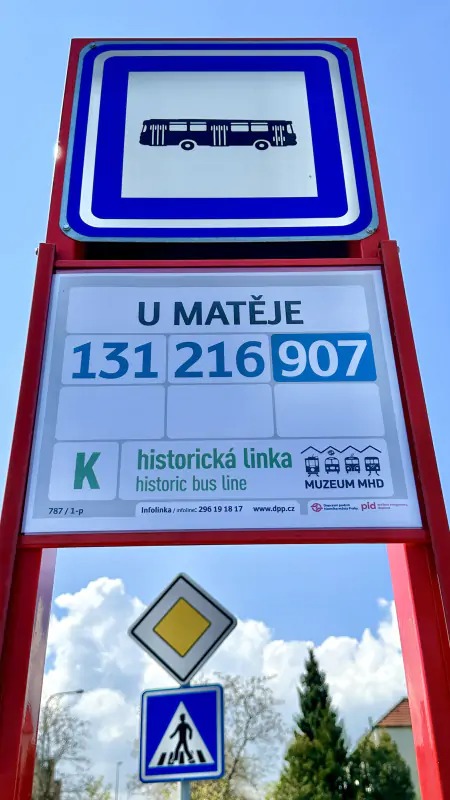 U MATĚJE
131 216 907
K historická linka
historic bus line
MUZEUM MHD
787 / 1-p
Infolinka / infoline: 296 19 18 17 www.dpp.cz
pid